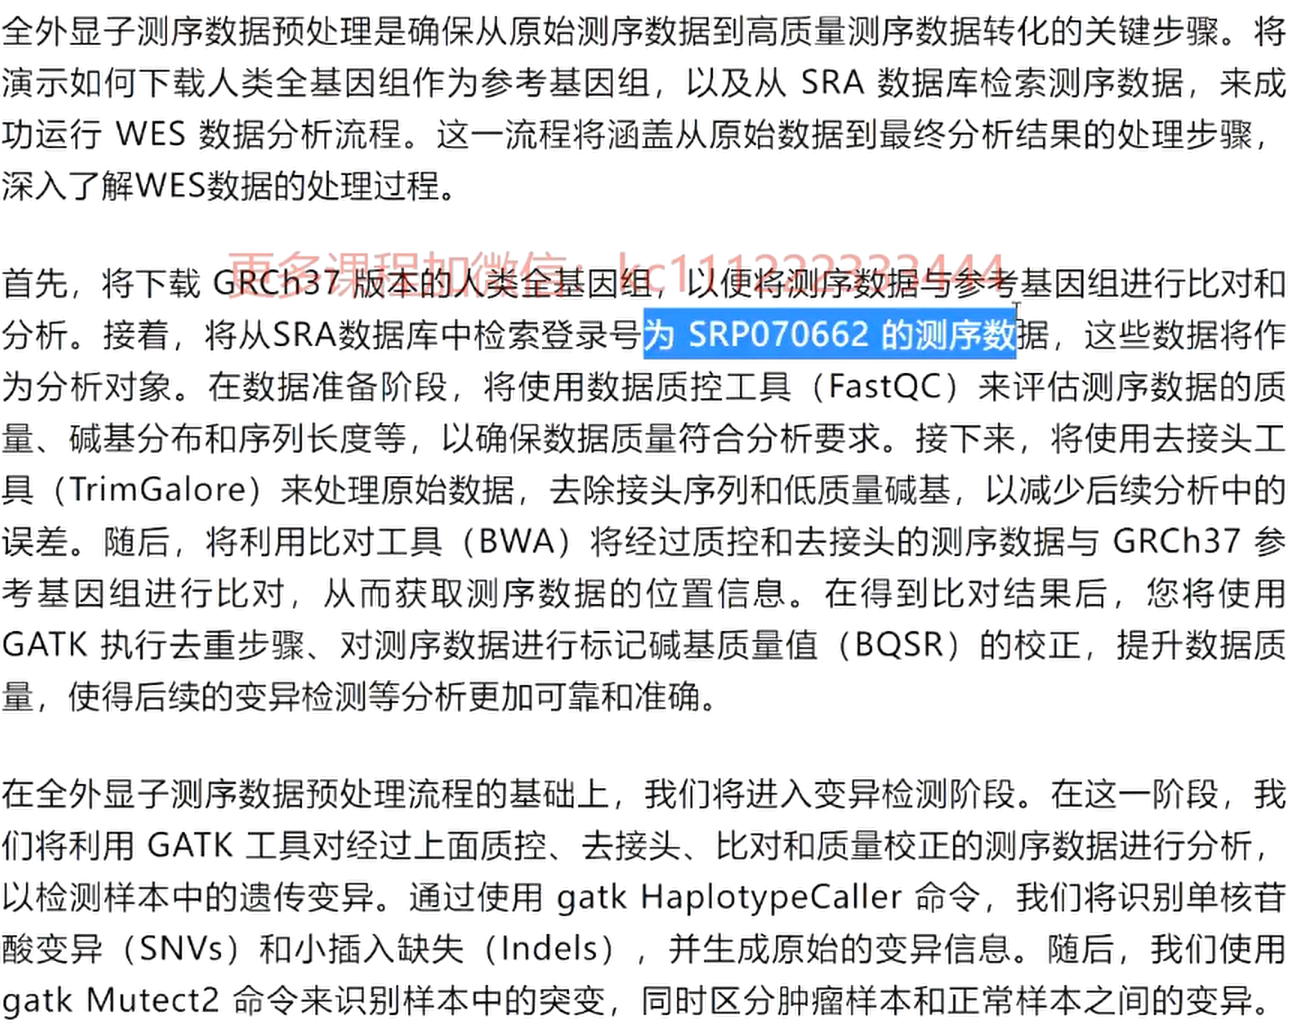 全外显子测序数据预处理是确保从原始测序数据到高质量测序数据转化的关键步骤。将
演示如何下载人类全基因组作为参考基因组，以及从 SRA 数据库检索测序数据，来成
功运行 WES 数据分析流程。这一流程将涵盖从原始数据到最终分析结果的处理步骤，
深入了解WES数据的处理过程。
更多课程加微信：kc111222333444
首先，将下载 GRCh37 版本的人类全基因组，以便将测序数据与参考基因组进行比对和
分析。接着，将从SRA数据库中检索登录号为 SRP070662 的测序数据，这些数据将作
为分析对象。在数据准备阶段，将使用数据质控工具（FastQC）来评估测序数据的质
量、碱基分布和序列长度等，以确保数据质量符合分析要求。接下来，将使用去接头工
具（TrimGalore）来处理原始数据，去除接头序列和低质量碱基，以减少后续分析中的
误差。随后，将利用比对工具（BWA）将经过质控和去接头的测序数据与 GRCh37 参
考基因组进行比对，从而获取测序数据的位置信息。在得到比对结果后，您将使用
GATK 执行去重步骤、对测序数据进行标记碱基质量值（BQSR）的校正，提升数据质
量，使得后续的变异检测等分析更加可靠和准确。
在全外显子测序数据预处理流程的基础上，我们将进入变异检测阶段。在这一阶段，我
们将利用 GATK 工具对经过上面质控、去接头、比对和质量校正的测序数据进行分析，
以检测样本中的遗传变异。通过使用 gatk HaplotypeCaller 命令，我们将识别单核苷
酸变异（SNVs）和小插入缺失（Indels），并生成原始的变异信息。随后，我们使用
gatk Mutect2 命令来识别样本中的突变，同时区分肿瘤样本和正常样本之间的变异。